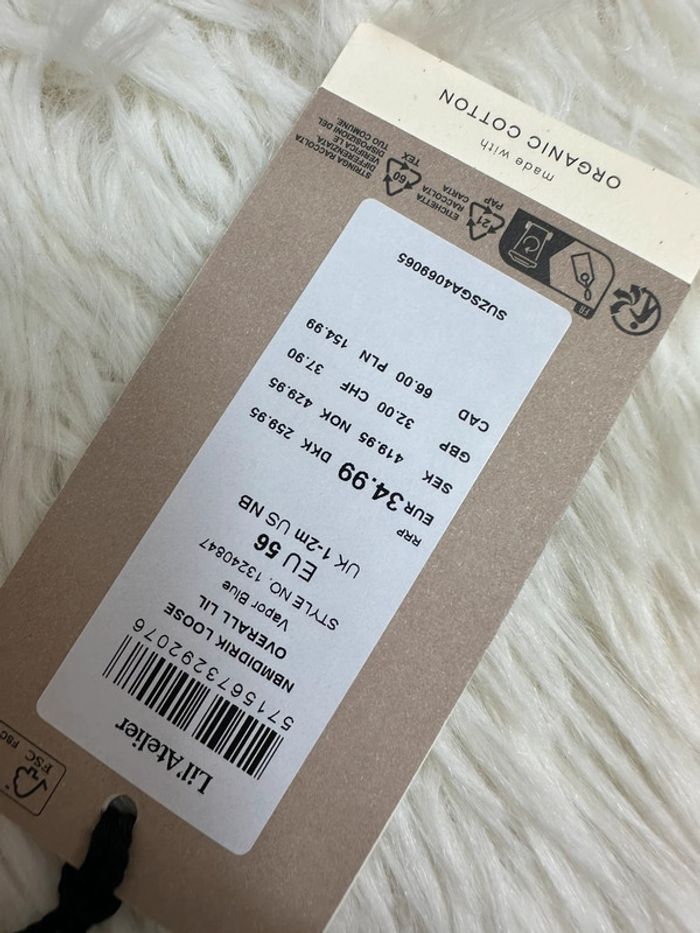 Lil'Atelier
5715673292076
NBMDIDRIK LOOSE
OVERALL LIL
Vapor Blue
STYLE NO. 13240847
EU 56
UK 1-2m US NB
RRP
EUR 34.99 DKK 259.95
SEK 419.95 NOK 429.95
GBP 32.00 CHF 37.90
CAD 66.00 PLN 154.99
SUZSGA4069065
FR
21
PAP
ETICHETTA
RACCOLTA
CARTA
60
TEX
STRINGA RACCOLTA
DIFFERENZIATA.
VERIFICA LE
DISPOSIZIONI DEL
TUO COMUNE.
made with
ORGANIC COTTON
FSC